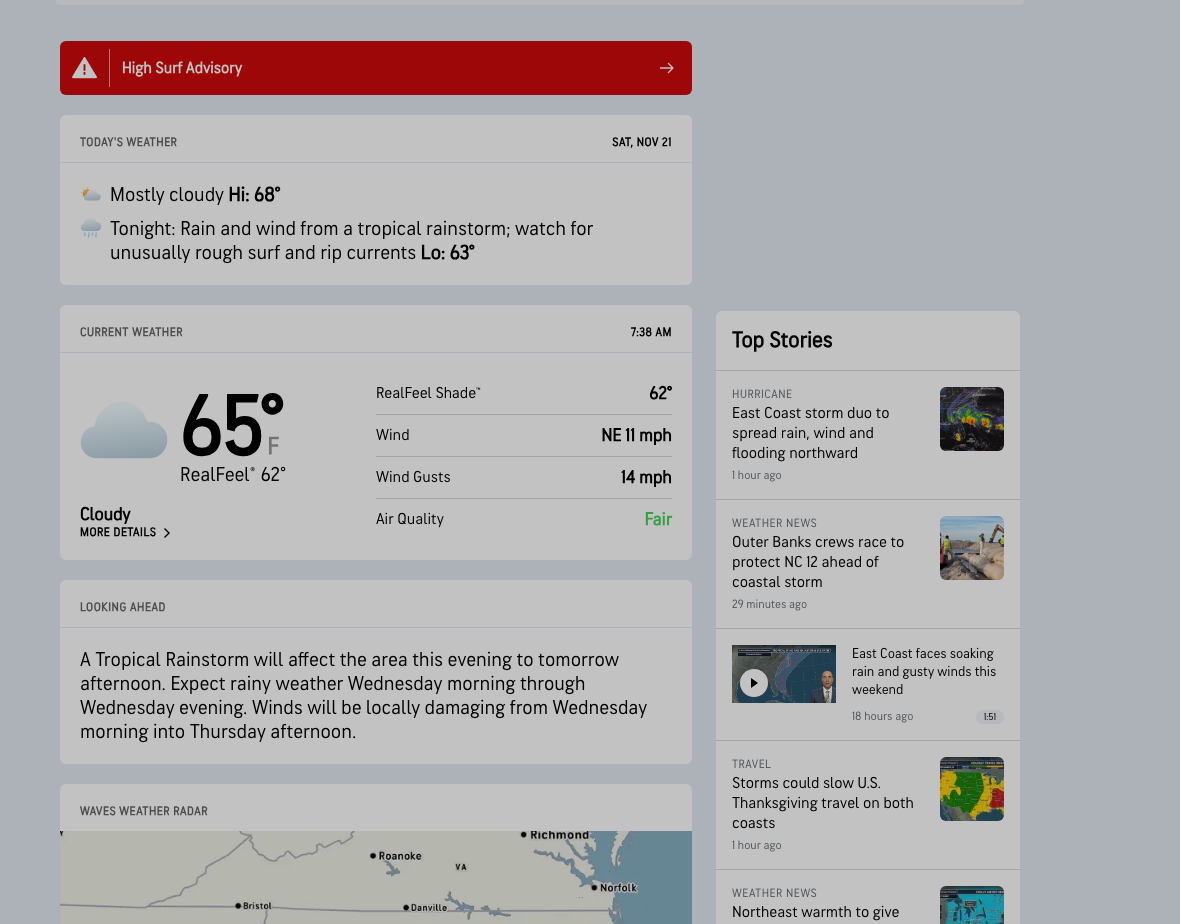 High Surf Advisory
TODAY'S WEATHER
SAT, NOV 21
Mostly cloudy Hi: 68°
Tonight: Rain and wind from a tropical rainstorm; watch for
unusually rough surf and rip currents Lo: 63°
CURRENT WEATHER
7:38 AM
65°F
RealFeel® 62°
Cloudy
MORE DETAILS
RealFeel Shade™ 62°
Wind NE 11 mph
Wind Gusts 14 mph
Air Quality Fair
LOOKING AHEAD
A Tropical Rainstorm will affect the area this evening to tomorrow
afternoon. Expect rainy weather Wednesday morning through
Wednesday evening. Winds will be locally damaging from Wednesday
morning into Thursday afternoon.
WAVES WEATHER RADAR
Richmond
Roanoke
VA
Norfolk
Bristol
Danville
Top Stories
HURRICANE
East Coast storm duo to
spread rain, wind and
flooding northward
1 hour ago
WEATHER NEWS
Outer Banks crews race to
protect NC 12 ahead of
coastal storm
29 minutes ago
East Coast faces soaking
rain and gusty winds this
weekend
18 hours ago
1:51
TRAVEL
Storms could slow U.S.
Thanksgiving travel on both
coasts
1 hour ago
WEATHER NEWS
Northeast warmth to give